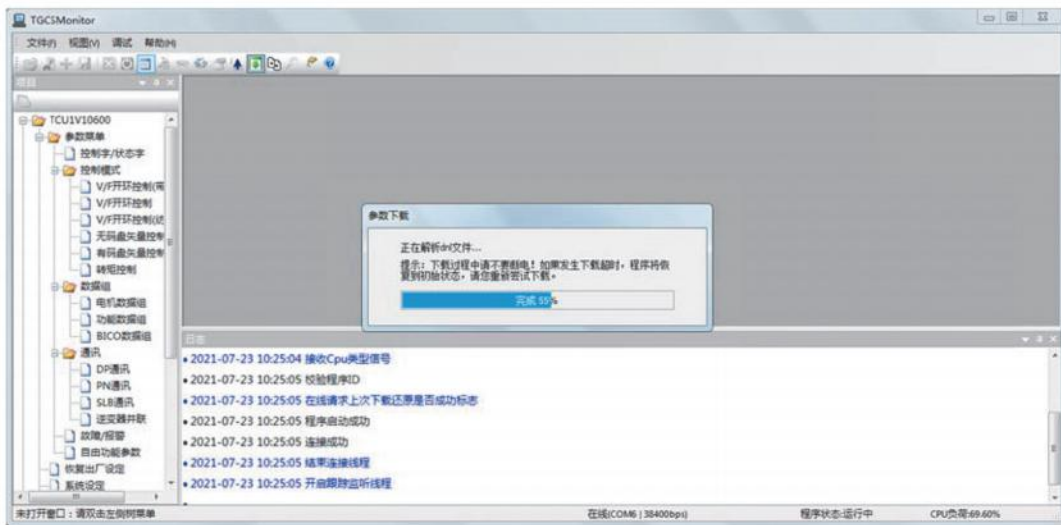 TGCSMonitor
文件(F) 视图(V) 调试 帮助(H)
项目
TCU1V10600
参数菜单
控制字/状态字
控制模式
V/F开环控制(常
V/F开环控制
V/F开环控制(试
无码盘矢量控制
有码盘矢量控制
转矩控制
数据组
电机数据组
功能数据组
BICO数据组
通讯
DP通讯
PN通讯
SLB通讯
逆变器并联
故障/报警
自由功能参数
恢复出厂设定
系统设定
参数下载
正在解析dnl文件...
提示：下载过程中请不要断电！如果发生下载超时，程序将恢
复到初始状态，请您重新尝试下载。
完成 55%
日志
• 2021-07-23 10:25:04 接收Cpu类型信号
• 2021-07-23 10:25:05 校验程序ID
• 2021-07-23 10:25:05 在线请求上次下载还原是否成功标志
• 2021-07-23 10:25:05 程序启动成功
• 2021-07-23 10:25:05 连接成功
• 2021-07-23 10:25:05 结束连接线程
• 2021-07-23 10:25:05 开启跟踪监听线程
未打开窗口：请双击左侧树菜单 在线(COM6 | 38400bps) 程序状态:运行中 CPU负荷:69.60%